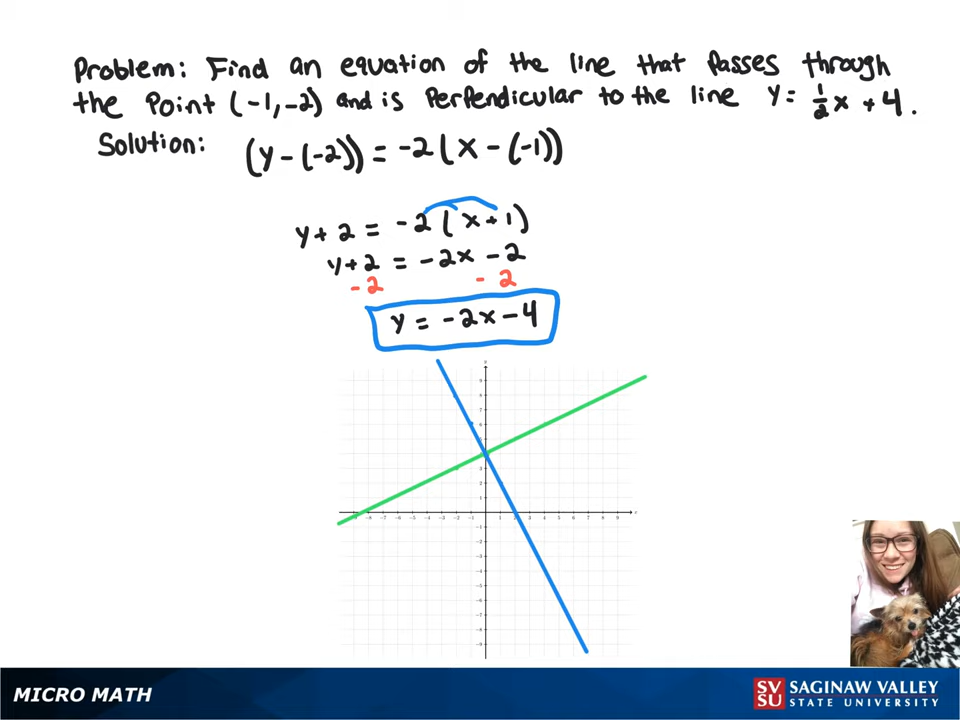 Problem: Find an equation of the line that passes through
the point (-1,-2) and is perpendicular to the line y = 1/2 x + 4.
Solution: (y-(-2)) = -2(x-(-1))
y+2 = -2(x+1)
y+2 = -2x - 2
-2 - 2
y = -2x - 4
MICRO MATH
SV SU SAGINAW VALLEY
STATE UNIVERSITY